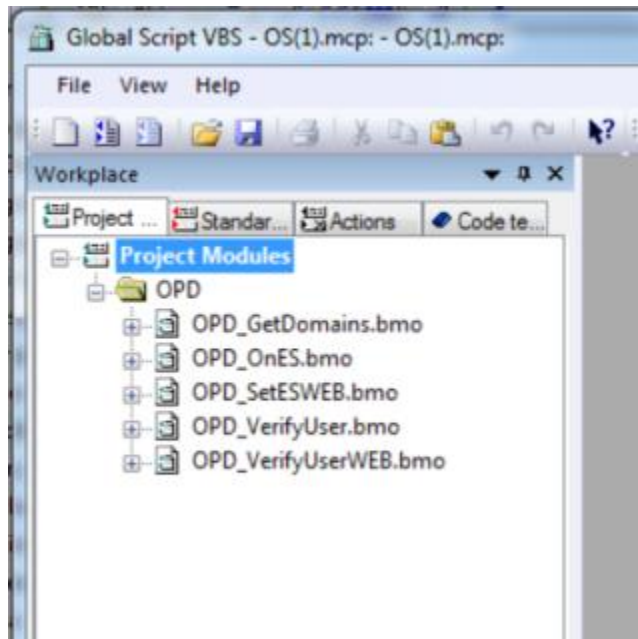 Global Script VBS - OS(1).mcp: - OS(1).mcp:
File View Help
Workplace
Project ... Standar... Actions Code te...
Project Modules
OPD
OPD_GetDomains.bmo
OPD_OnES.bmo
OPD_SetESWEB.bmo
OPD_VerifyUser.bmo
OPD_VerifyUserWEB.bmo